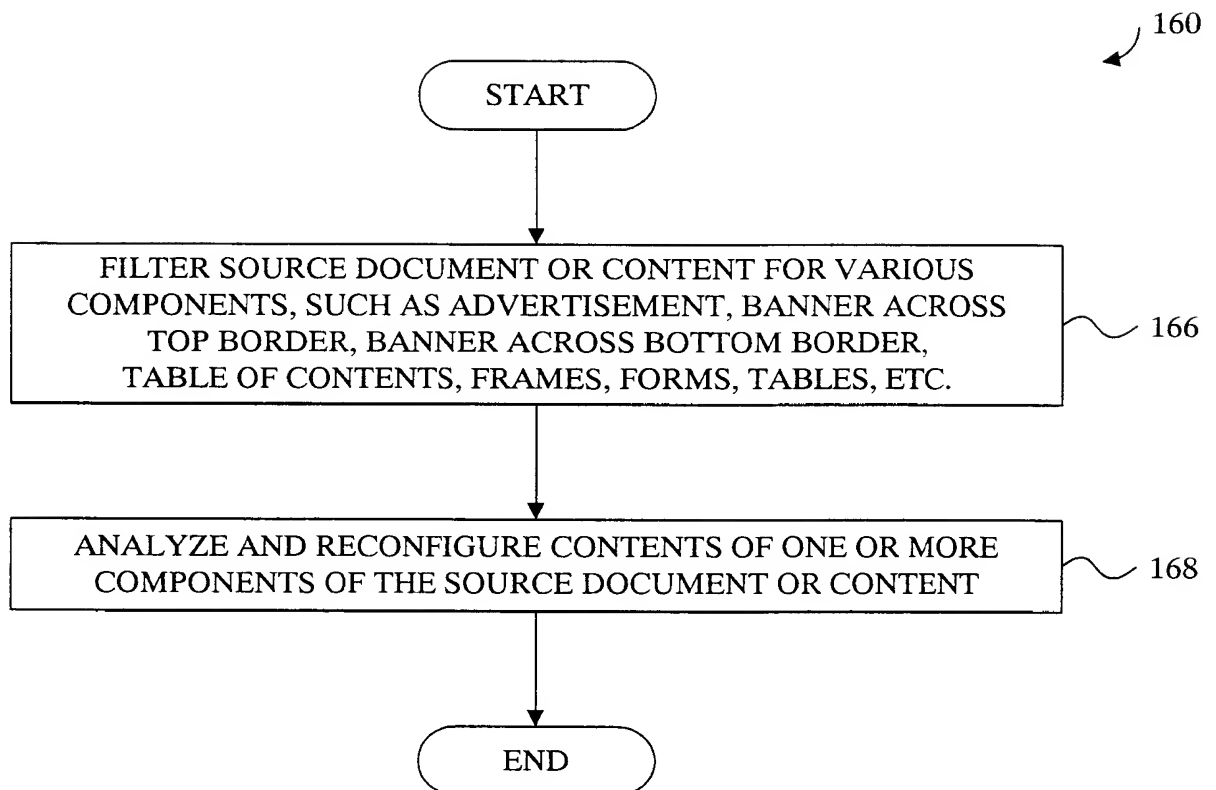 160
START
FILTER SOURCE DOCUMENT OR CONTENT FOR VARIOUS
COMPONENTS, SUCH AS ADVERTISEMENT, BANNER ACROSS
TOP BORDER, BANNER ACROSS BOTTOM BORDER,
TABLE OF CONTENTS, FRAMES, FORMS, TABLES, ETC.
166
ANALYZE AND RECONFIGURE CONTENTS OF ONE OR MORE
COMPONENTS OF THE SOURCE DOCUMENT OR CONTENT
168
END